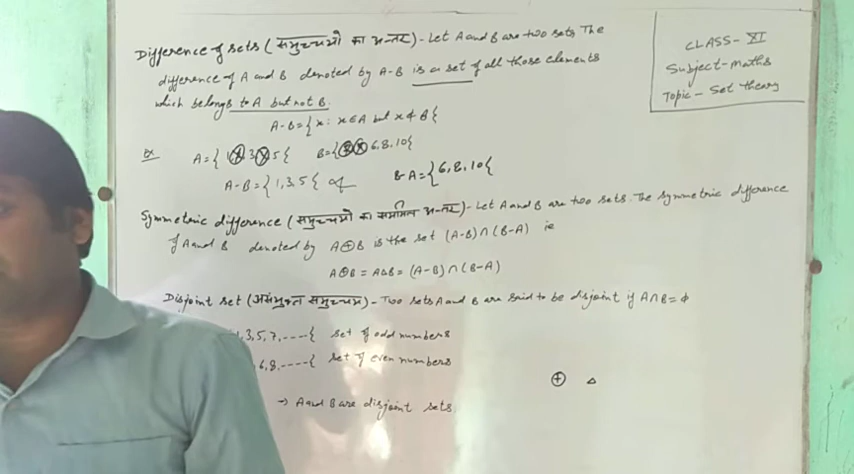 Difference of sets (समुच्चयों का अन्तर) - Let A and B are two sets The
difference of A and B denoted by A-B is a set of all those elements
which belongs to A but not B.
A-B = { x : x ∈ A but x ∉ B {
Ex A = { 1, 2, 3, 4, 5 { B = { 2, 4, 6, 8, 10 {
A-B = { 1, 3, 5 { B-A = { 6, 8, 10 {
Symmetric difference (समुच्चयों का सममित अन्तर) - Let A and B are two sets. The symmetric difference
of A and B denoted by A⊕B is the set (A-B)∩(B-A) ie
A⊕B = A△B = (A-B)∩(B-A)
Disjoint set (असंयुक्त समुच्चय) - Two sets A and B are said to be disjoint if A∩B=ϕ
1, 3, 5, 7, ----{ set of odd numbers
6, 8, ----{ set of even numbers
→ A and B are disjoint sets
⊕ △
CLASS- XI
Subject-maths
Topic - Set theory